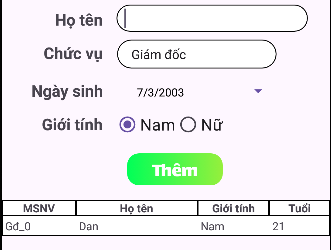 Họ tên
Chức vụ Giám đốc
Ngày sinh 7/3/2003
Giới tính Nam Nữ
Thêm
MSNV Họ tên Giới tính Tuổi
Gd_0 Dan Nam 21